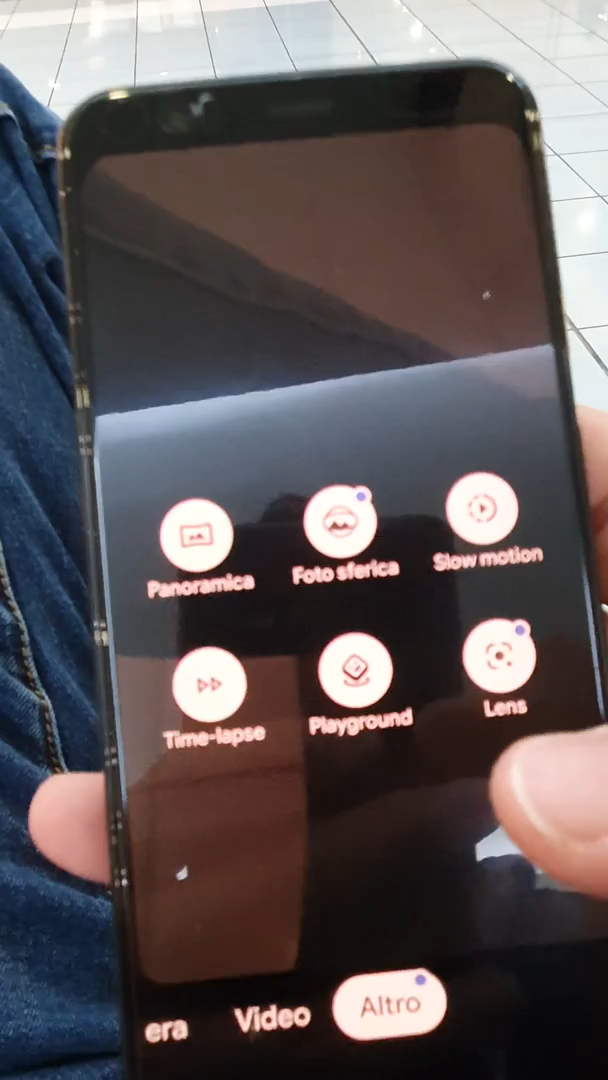 Panoramica
Foto sferica
Slow motion
Time-lapse
Playground
Lens
era
Video
Altro